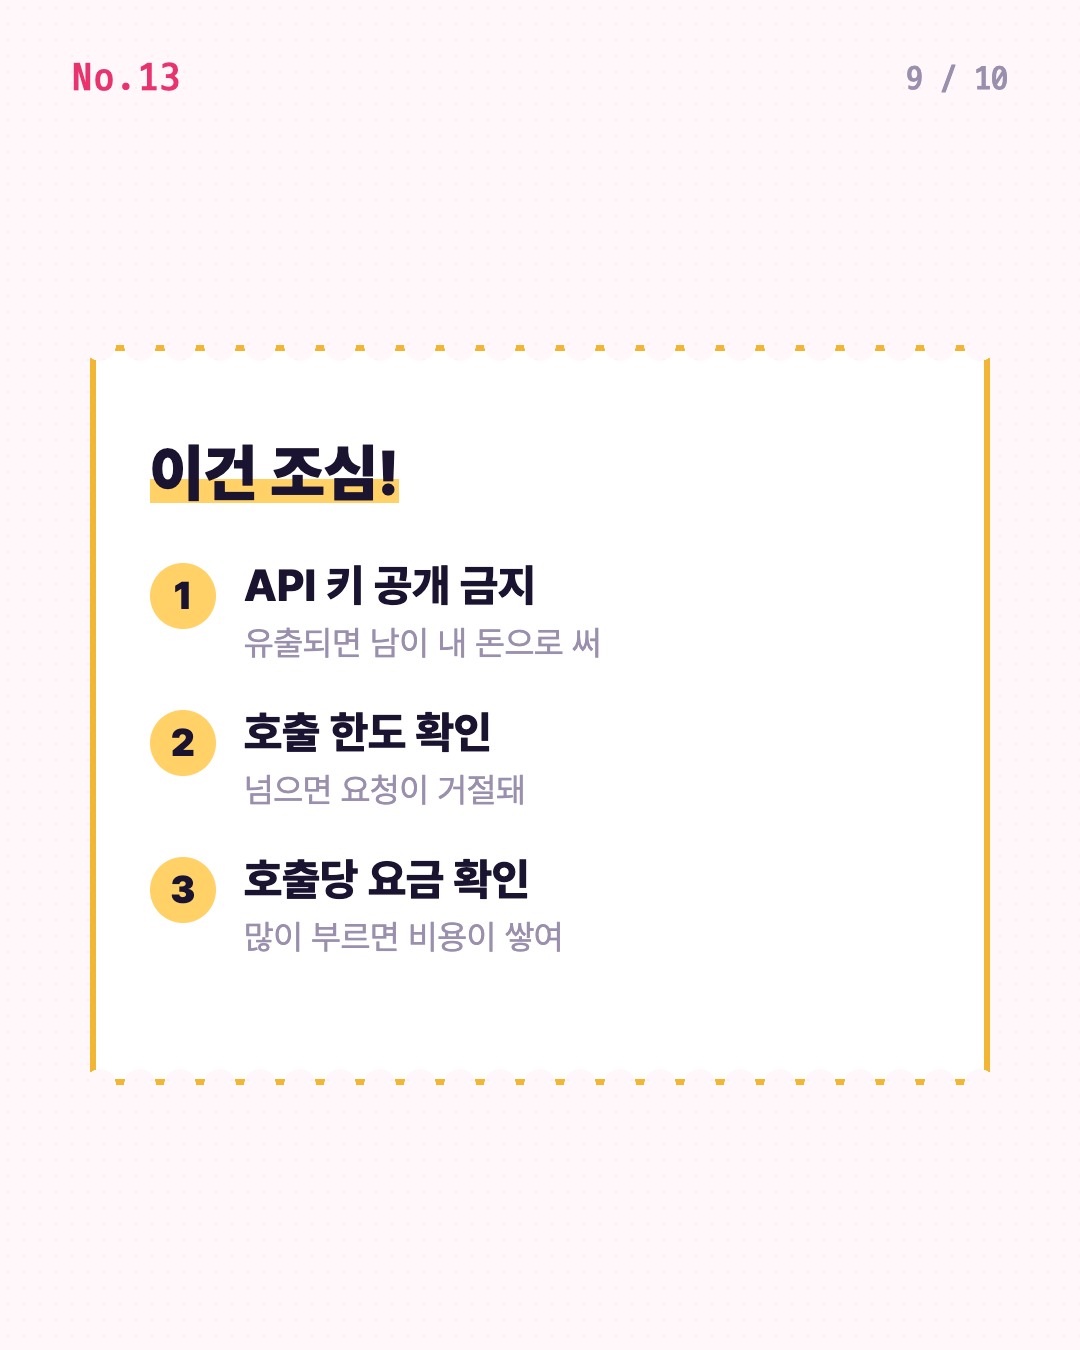 No.13
9 / 10
이건 조심!
1
API 키 공개 금지
유출되면 남이 내 돈으로 써
2
호출 한도 확인
넘으면 요청이 거절돼
3
호출당 요금 확인
많이 부르면 비용이 쌓여